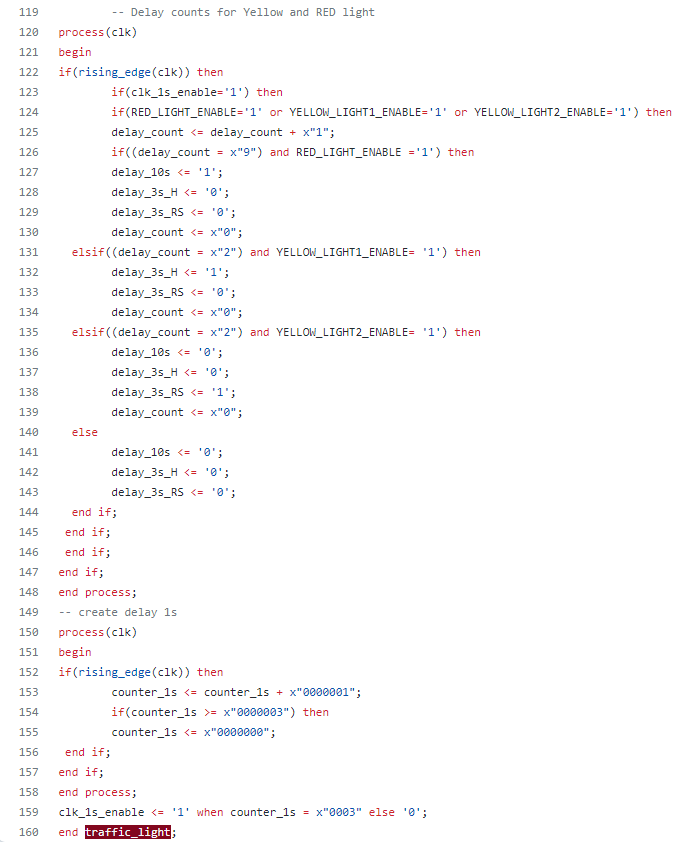 119 -- Delay counts for Yellow and RED light
120 process(clk)
121 begin
122 if(rising_edge(clk)) then
123 if(clk_1s_enable='1') then
124 if(RED_LIGHT_ENABLE='1' or YELLOW_LIGHT1_ENABLE='1' or YELLOW_LIGHT2_ENABLE='1') then
125 delay_count <= delay_count + x"1";
126 if((delay_count = x"9") and RED_LIGHT_ENABLE ='1') then
127 delay_10s <= '1';
128 delay_3s_H <= '0';
129 delay_3s_RS <= '0';
130 delay_count <= x"0";
131 elsif((delay_count = x"2") and YELLOW_LIGHT1_ENABLE= '1') then
132 delay_3s_H <= '1';
133 delay_3s_RS <= '0';
134 delay_count <= x"0";
135 elsif((delay_count = x"2") and YELLOW_LIGHT2_ENABLE= '1') then
136 delay_10s <= '0';
137 delay_3s_H <= '0';
138 delay_3s_RS <= '1';
139 delay_count <= x"0";
140 else
141 delay_10s <= '0';
142 delay_3s_H <= '0';
143 delay_3s_RS <= '0';
144 end if;
145 end if;
146 end if;
147 end if;
148 end process;
149 -- create delay 1s
150 process(clk)
151 begin
152 if(rising_edge(clk)) then
153 counter_1s <= counter_1s + x"0000001";
154 if(counter_1s >= x"0000003") then
155 counter_1s <= x"0000000";
156 end if;
157 end if;
158 end process;
159 clk_1s_enable <= '1' when counter_1s = x"0003" else '0';
160 end traffic_light;